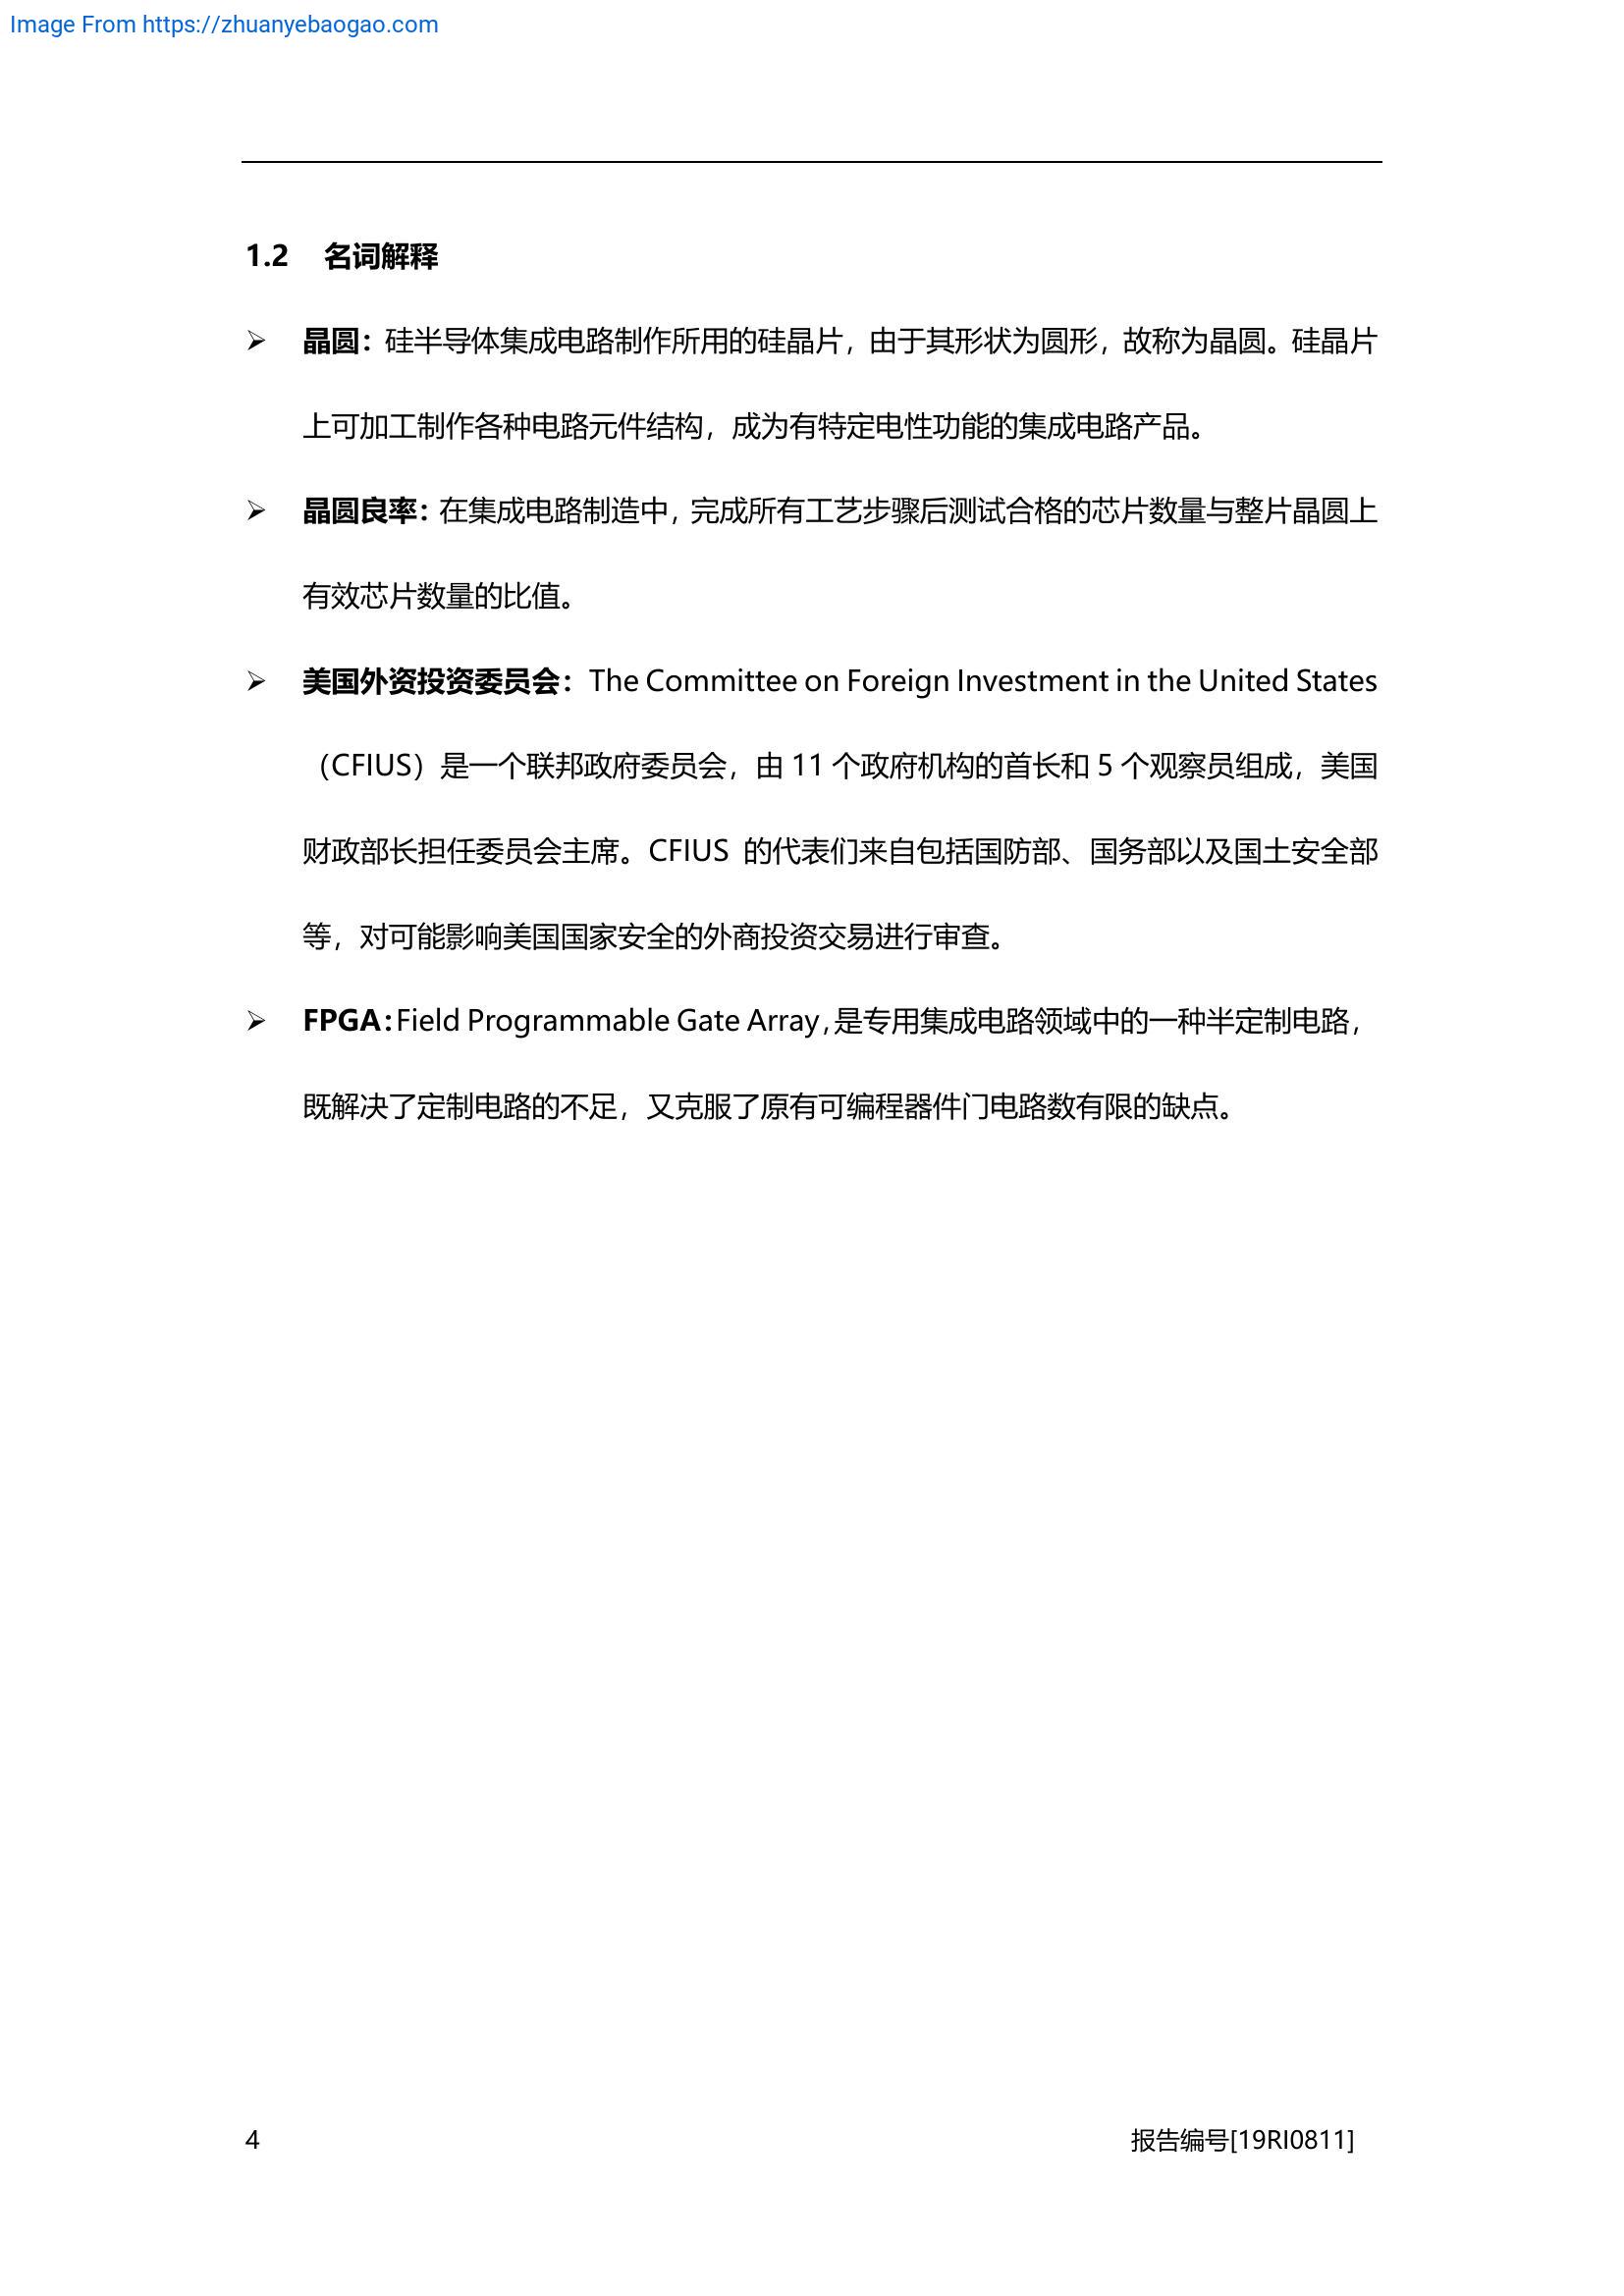 Image From https://zhuanyebaogao.com
1.2 名词解释
➢ 晶圆：硅半导体集成电路制作所用的硅晶片，由于其形状为圆形，故称为晶圆。硅晶片
上可加工制作各种电路元件结构，成为有特定电性功能的集成电路产品。
➢ 晶圆良率：在集成电路制造中，完成所有工艺步骤后测试合格的芯片数量与整片晶圆上
有效芯片数量的比值。
➢ 美国外资投资委员会：The Committee on Foreign Investment in the United States
（CFIUS）是一个联邦政府委员会，由 11 个政府机构的首长和 5 个观察员组成，美国
财政部长担任委员会主席。CFIUS 的代表们来自包括国防部、国务部以及国土安全部
等，对可能影响美国国家安全的外商投资交易进行审查。
➢ FPGA：Field Programmable Gate Array，是专用集成电路领域中的一种半定制电路，
既解决了定制电路的不足，又克服了原有可编程器件门电路数有限的缺点。
4 报告编号[19RI0811]